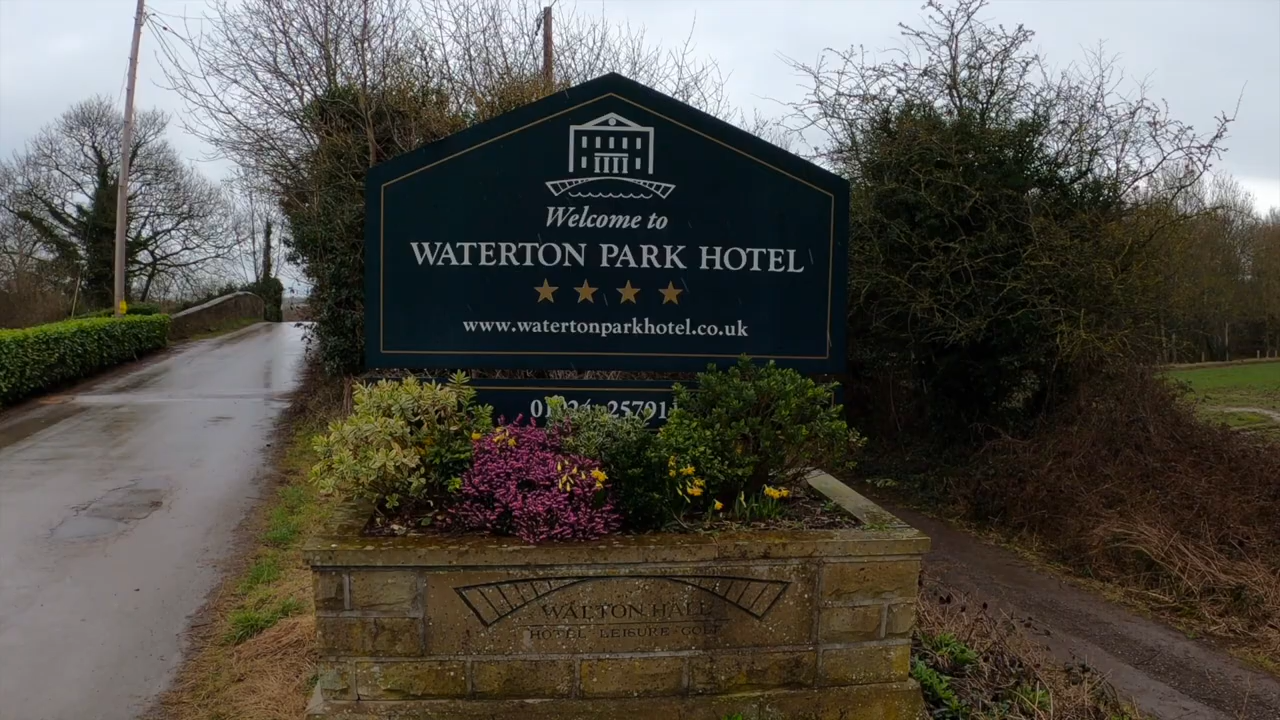 Welcome to
WATERTON PARK HOTEL
www.watertonparkhotel.co.uk
WALTON HALL
HOTEL · LEISURE · GOLF